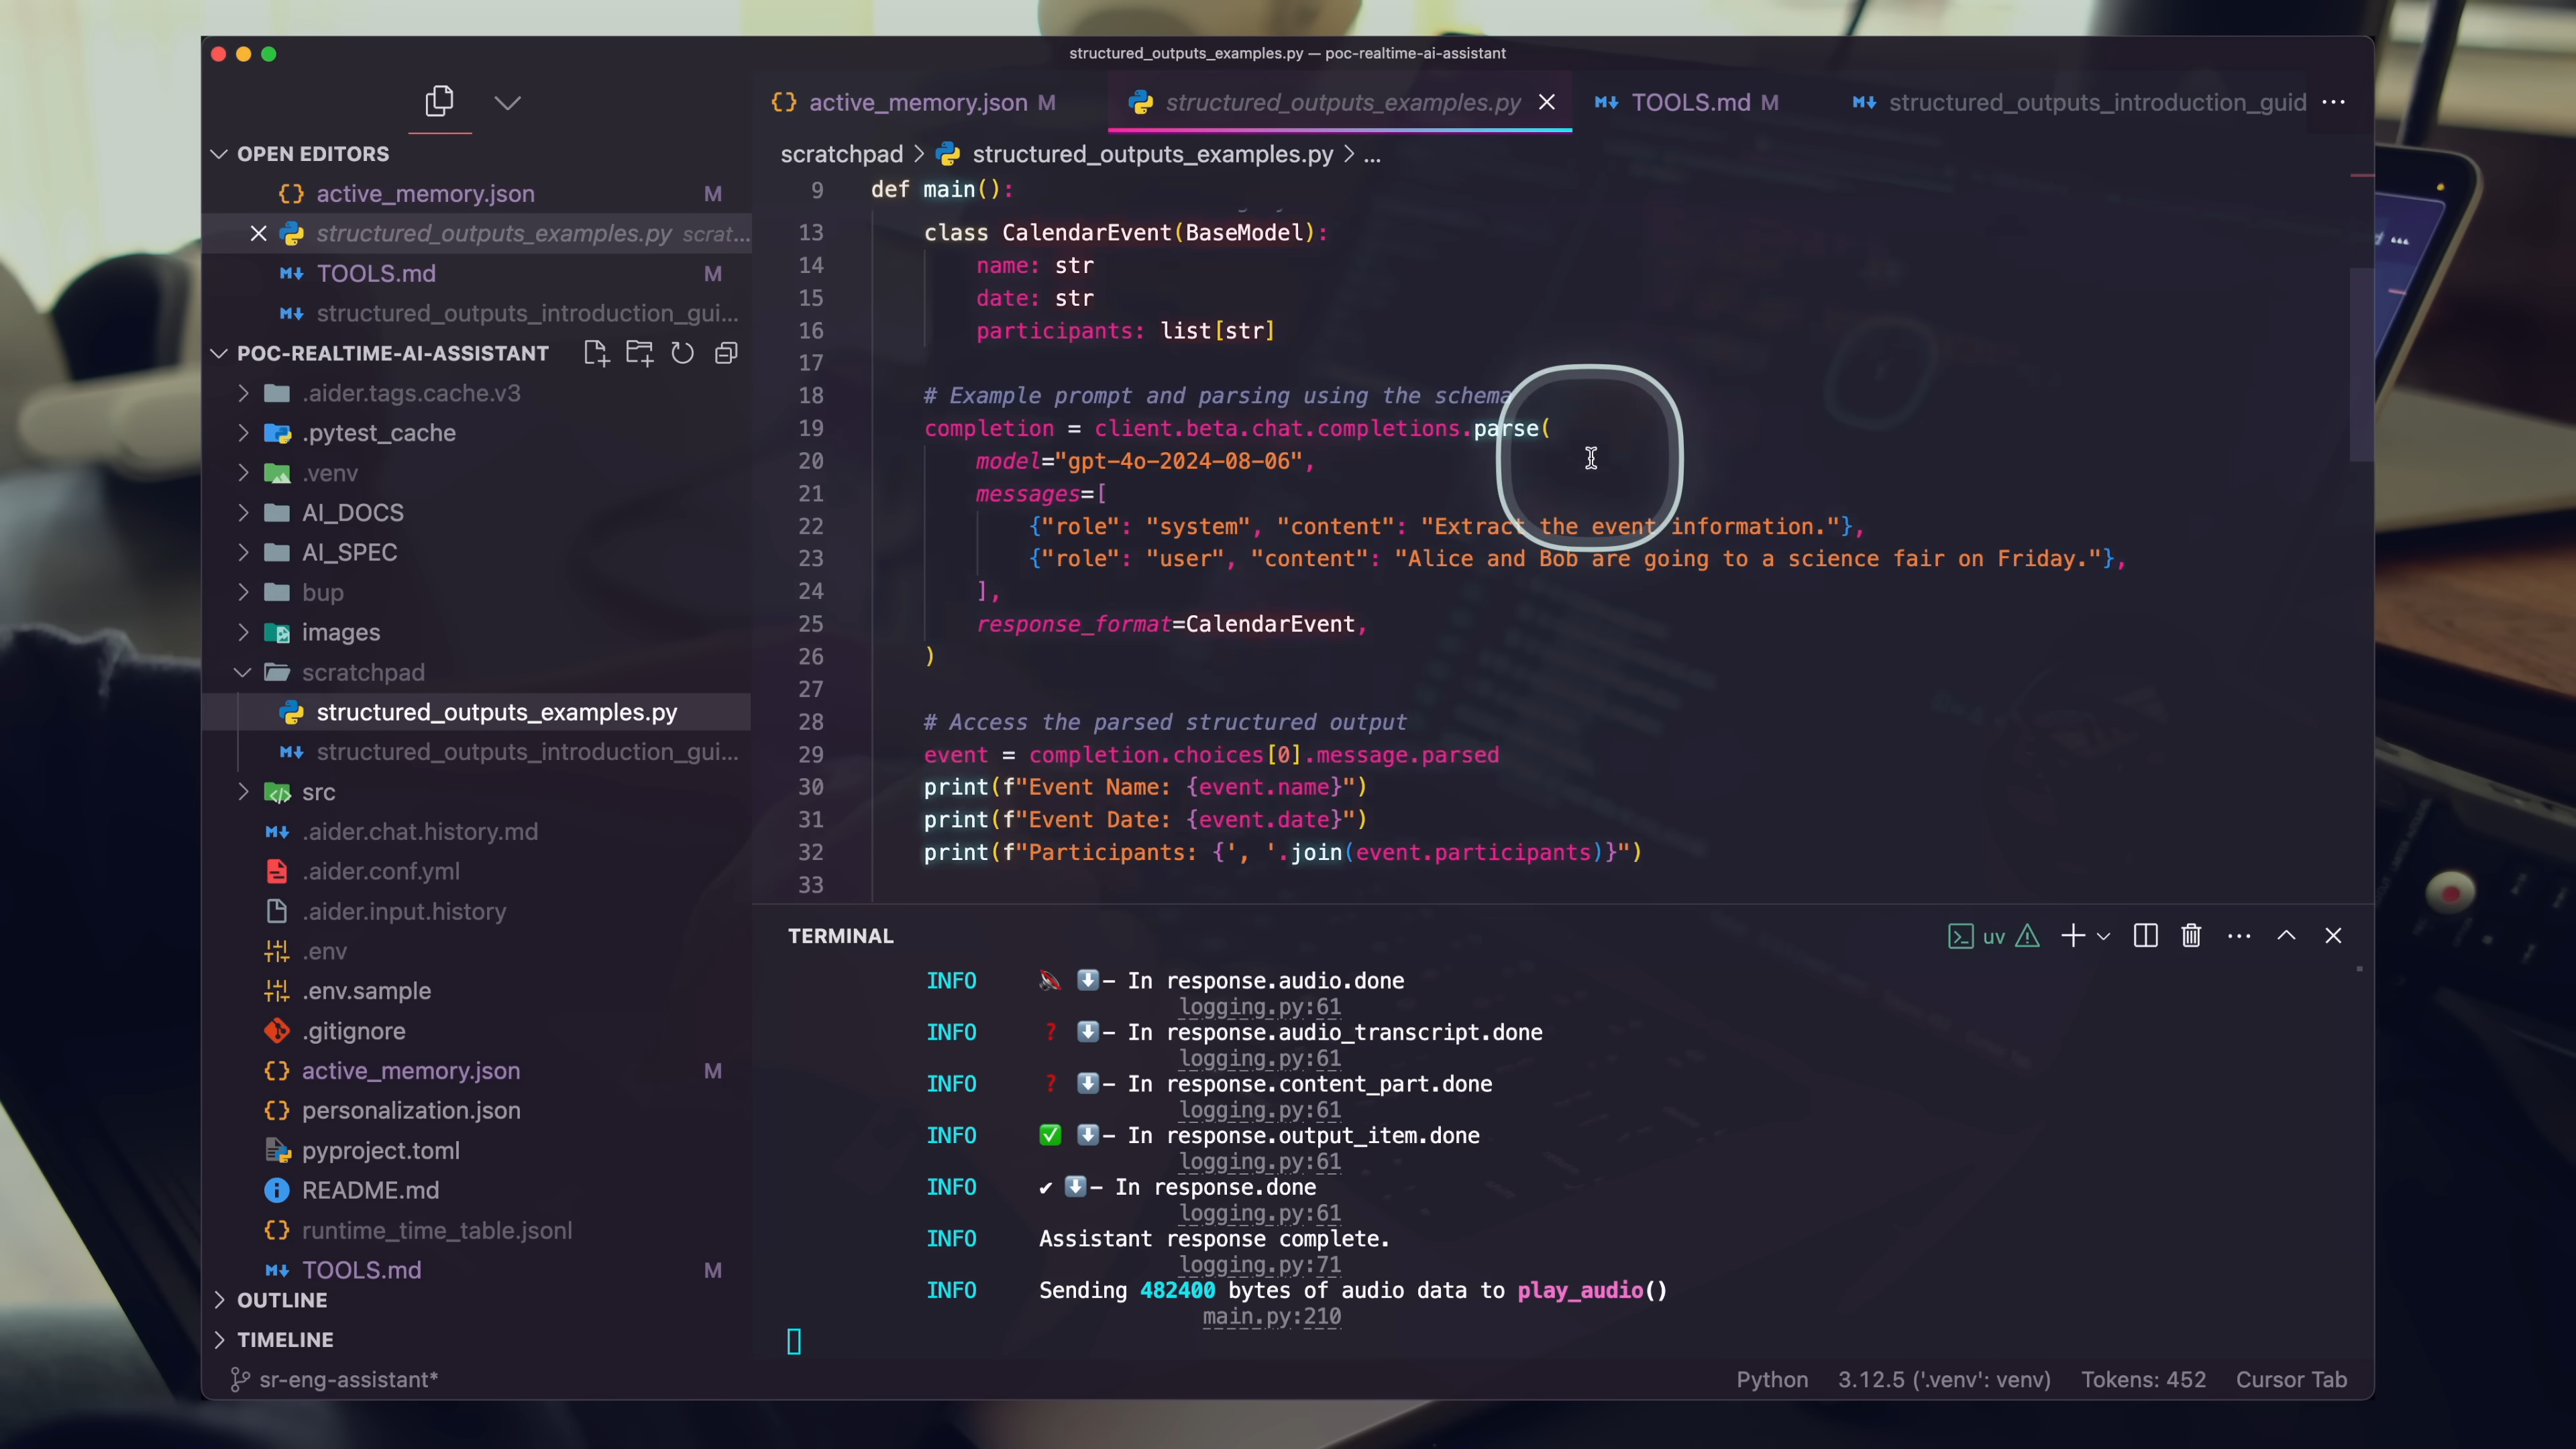 structured_outputs_examples.py — poc-realtime-ai-assistant
active_memory.json M
structured_outputs_examples.py
TOOLS.md M
structured_outputs_introduction_guid
OPEN EDITORS
active_memory.json M
structured_outputs_examples.py scrat...
TOOLS.md M
structured_outputs_introduction_gui...
POC-REALTIME-AI-ASSISTANT
.aider.tags.cache.v3
.pytest_cache
.venv
AI_DOCS
AI_SPEC
bup
images
scratchpad
structured_outputs_examples.py
structured_outputs_introduction_gui...
src
.aider.chat.history.md
.aider.conf.yml
.aider.input.history
.env
.env.sample
.gitignore
active_memory.json M
personalization.json
pyproject.toml
README.md
runtime_time_table.jsonl
TOOLS.md M
OUTLINE
TIMELINE
scratchpad > structured_outputs_examples.py > ...
9 def main():
13 class CalendarEvent(BaseModel):
14 name: str
15 date: str
16 participants: list[str]
17
18 # Example prompt and parsing using the schema
19 completion = client.beta.chat.completions.parse(
20 model="gpt-4o-2024-08-06",
21 messages=[
22 {"role": "system", "content": "Extract the event information."},
23 {"role": "user", "content": "Alice and Bob are going to a science fair on Friday."},
24 ],
25 response_format=CalendarEvent,
26 )
27
28 # Access the parsed structured output
29 event = completion.choices[0].message.parsed
30 print(f"Event Name: {event.name}")
31 print(f"Event Date: {event.date}")
32 print(f"Participants: {', '.join(event.participants)}")
33
TERMINAL
uv
INFO 🚀 ⬇️– In response.audio.done
logging.py:61
INFO ? ⬇️– In response.audio_transcript.done
logging.py:61
INFO ? ⬇️– In response.content_part.done
logging.py:61
INFO ✅ ⬇️– In response.output_item.done
logging.py:61
INFO ✔ ⬇️– In response.done
logging.py:61
INFO Assistant response complete.
logging.py:71
INFO Sending 482400 bytes of audio data to play_audio()
main.py:210
sr-eng-assistant*
Python 3.12.5 ('.venv': venv) Tokens: 452 Cursor Tab